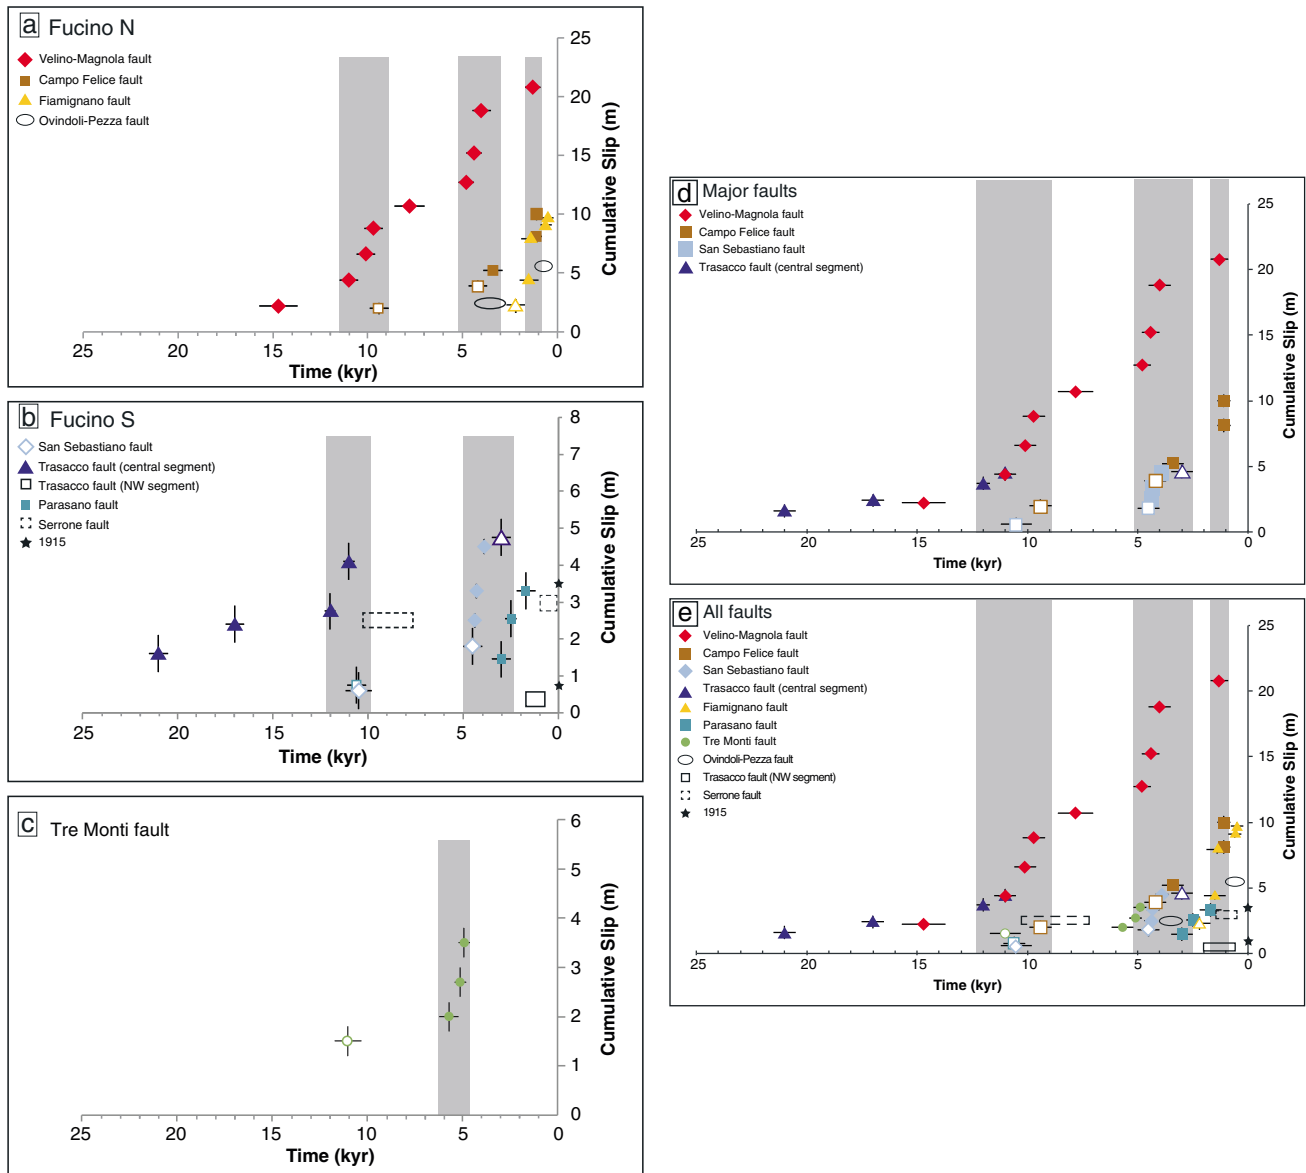 a Fucino N
Velino-Magnola fault
Campo Felice fault
Fiamignano fault
Ovindoli-Pezza fault
25
20
15
10
5
0
Cumulative Slip (m)
25 20 15 10 5 0
Time (kyr)
b Fucino S
San Sebastiano fault
Trasacco fault (central segment)
Trasacco fault (NW segment)
Parasano fault
Serrone fault
1915
8
7
6
5
4
3
2
1
0
Cumulative Slip (m)
25 20 15 10 5 0
Time (kyr)
c Tre Monti fault
6
5
4
3
2
1
0
Cumulative Slip (m)
25 20 15 10 5 0
Time (kyr)
d Major faults
Velino-Magnola fault
Campo Felice fault
San Sebastiano fault
Trasacco fault (central segment)
25
20
15
10
5
0
Cumulative Slip (m)
25 20 15 10 5 0
Time (kyr)
e All faults
Velino-Magnola fault
Campo Felice fault
San Sebastiano fault
Trasacco fault (central segment)
Fiamignano fault
Parasano fault
Tre Monti fault
Ovindoli-Pezza fault
Trasacco fault (NW segment)
Serrone fault
1915
25
20
15
10
5
0
Cumulative Slip (m)
25 20 15 10 5 0
Time (kyr)